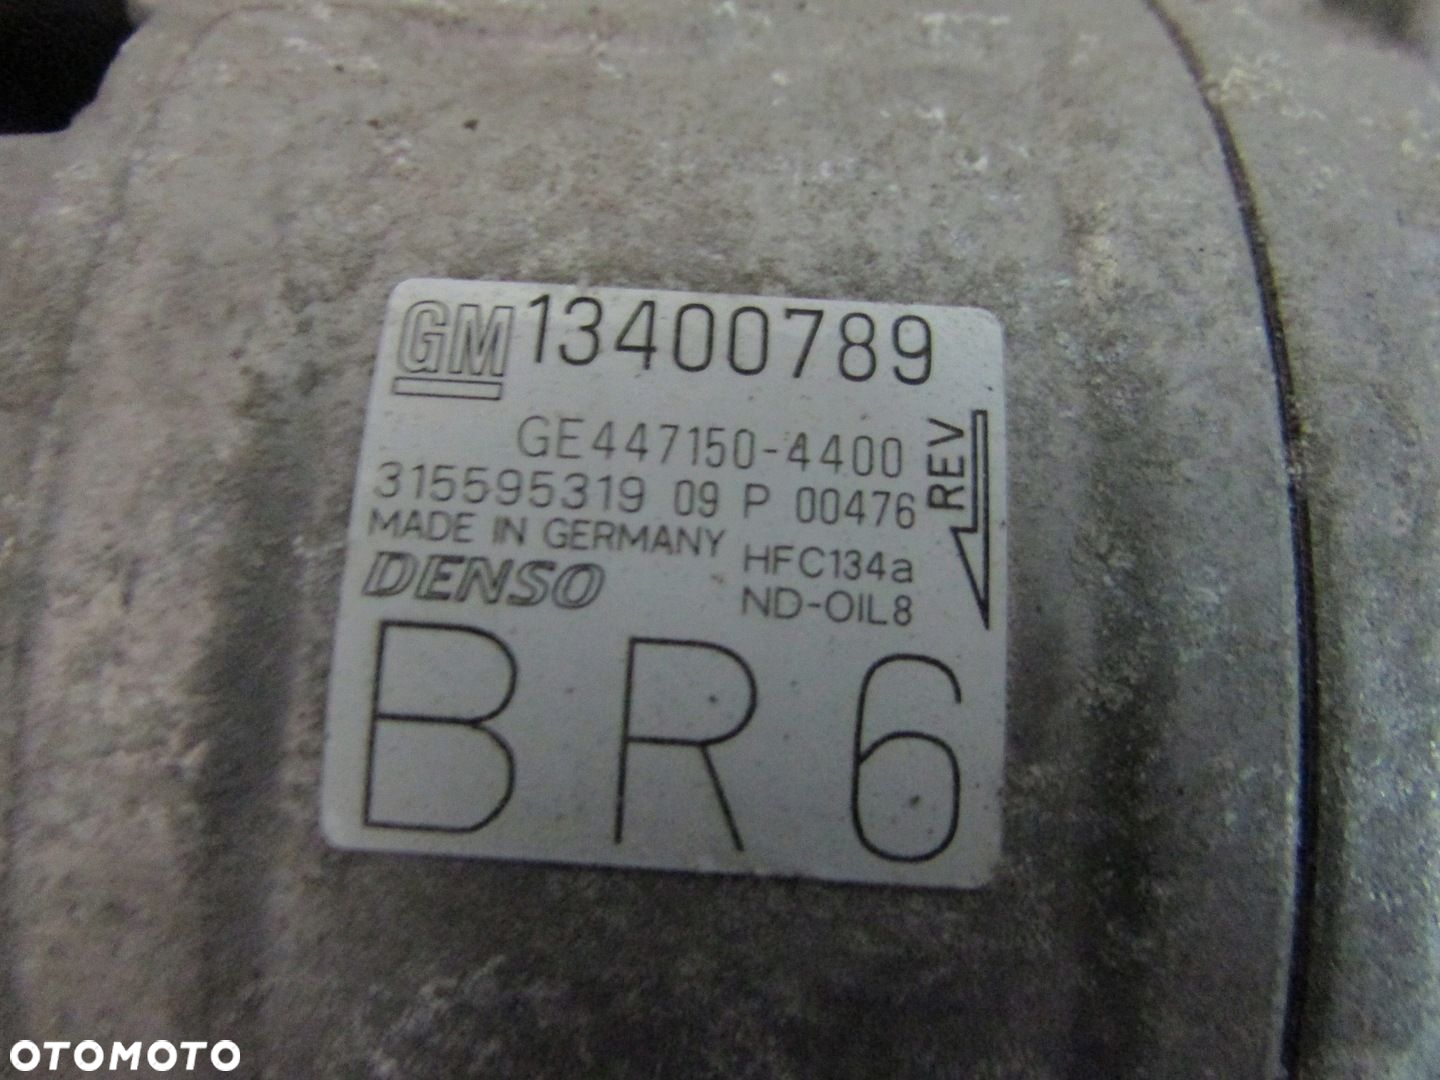 GM 13400789
GE447150-4400
315595319 09 P 00476
REV
MADE IN GERMANY
HFC134a
DENSO
ND-OIL8
BR6
OTOMOTO